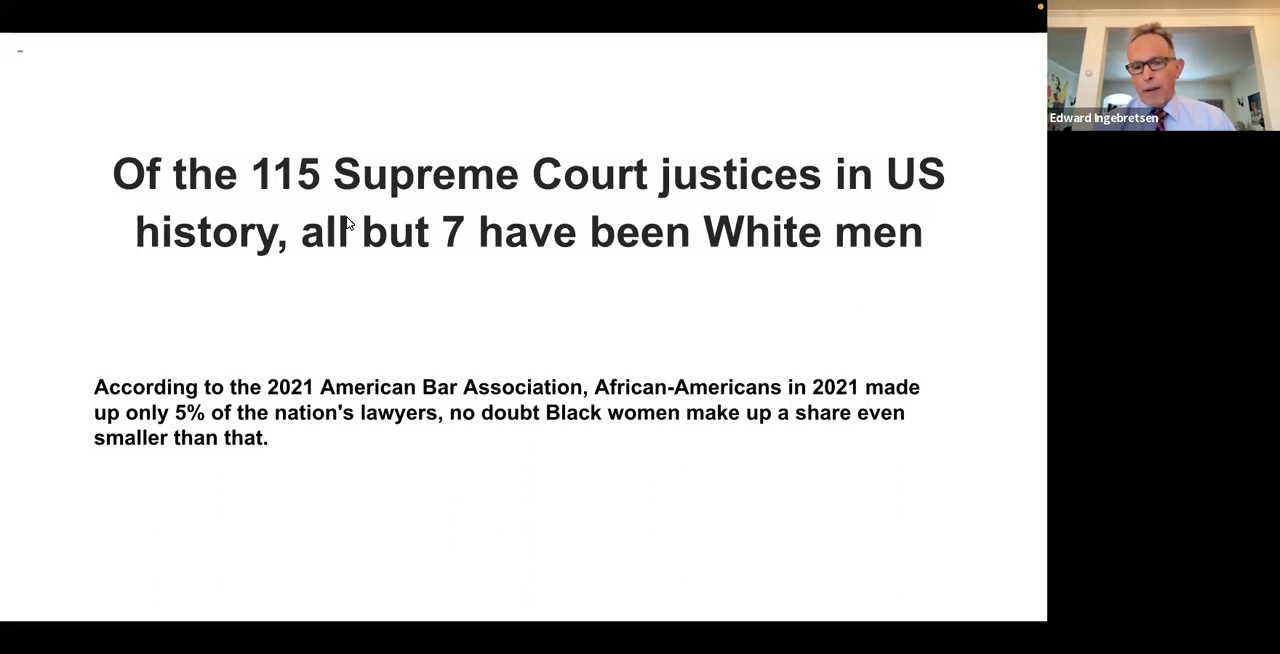 Of the 115 Supreme Court justices in US
history, all but 7 have been White men
According to the 2021 American Bar Association, African-Americans in 2021 made
up only 5% of the nation's lawyers, no doubt Black women make up a share even
smaller than that.
Edward Ingebretsen